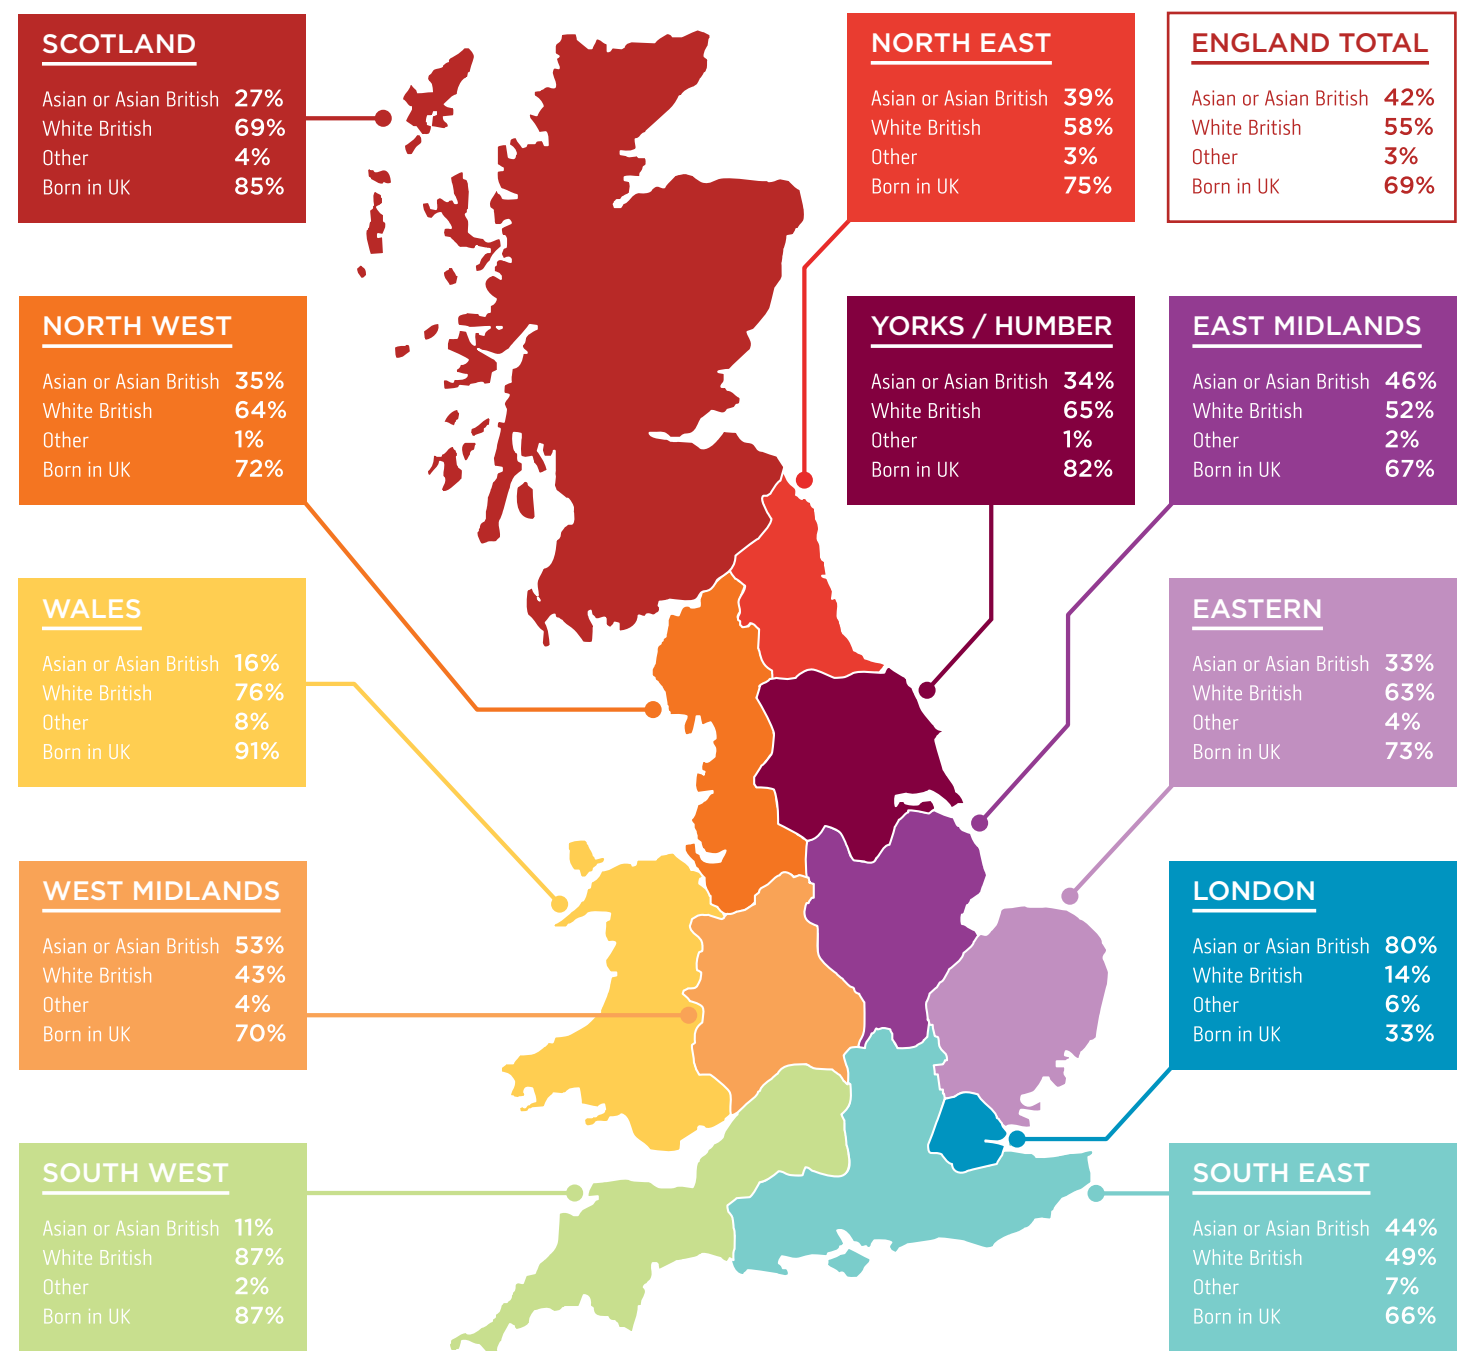 SCOTLAND
Asian or Asian British 27%
White British 69%
Other 4%
Born in UK 85%
NORTH EAST
Asian or Asian British 39%
White British 58%
Other 3%
Born in UK 75%
ENGLAND TOTAL
Asian or Asian British 42%
White British 55%
Other 3%
Born in UK 69%
NORTH WEST
Asian or Asian British 35%
White British 64%
Other 1%
Born in UK 72%
YORKS / HUMBER
Asian or Asian British 34%
White British 65%
Other 1%
Born in UK 82%
EAST MIDLANDS
Asian or Asian British 46%
White British 52%
Other 2%
Born in UK 67%
WALES
Asian or Asian British 16%
White British 76%
Other 8%
Born in UK 91%
EASTERN
Asian or Asian British 33%
White British 63%
Other 4%
Born in UK 73%
WEST MIDLANDS
Asian or Asian British 53%
White British 43%
Other 4%
Born in UK 70%
LONDON
Asian or Asian British 80%
White British 14%
Other 6%
Born in UK 33%
SOUTH WEST
Asian or Asian British 11%
White British 87%
Other 2%
Born in UK 87%
SOUTH EAST
Asian or Asian British 44%
White British 49%
Other 7%
Born in UK 66%